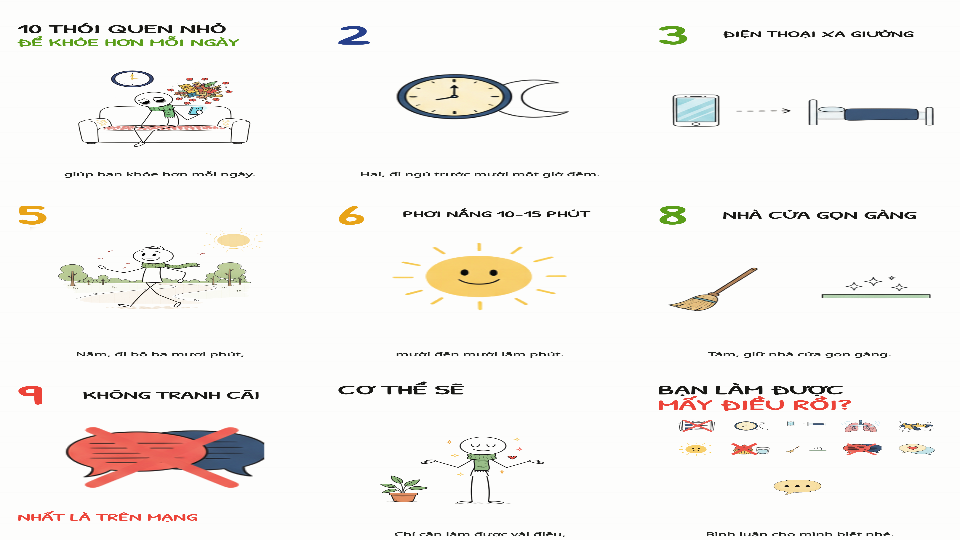 10 THÓI QUEN NHỎ
ĐỂ KHỎE HƠN MỖI NGÀY
giúp bạn khỏe hơn mỗi ngày.
2
Hai, đi ngủ trước mười một giờ đêm.
3
ĐIỆN THOẠI XA GIƯỜNG
5
Năm, đi bộ ba mươi phút,
6
PHƠI NẮNG 10-15 PHÚT
mười đến mười lăm phút.
8
NHÀ CỬA GỌN GÀNG
Tám, giữ nhà cửa gọn gàng.
9
KHÔNG TRANH CÃI
NHẤT LÀ TRÊN MẠNG
CƠ THỂ SẼ
Chỉ cần làm được vài điều,
BẠN LÀM ĐƯỢC
MẤY ĐIỀU RỒI?
Bình luận cho mình biết nhé.